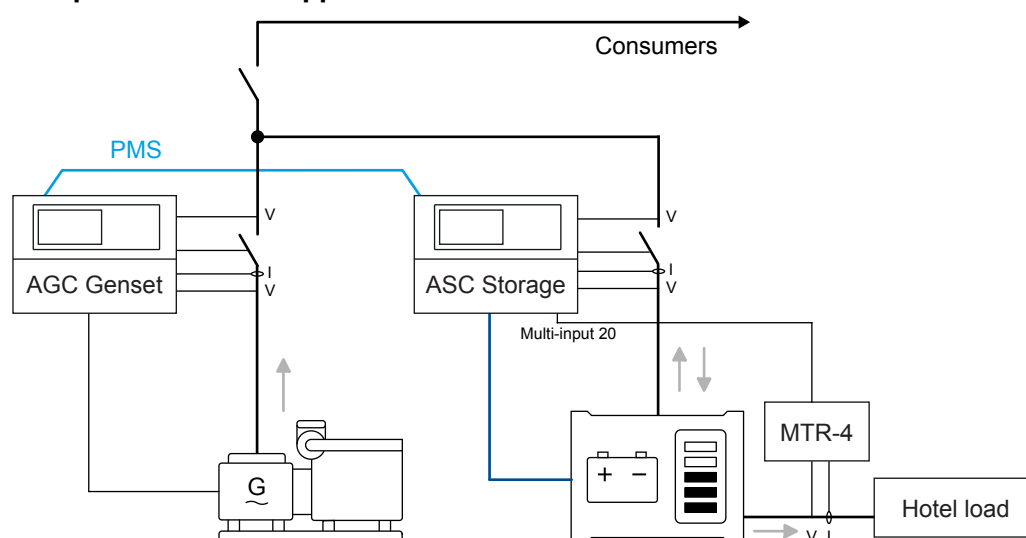 Consumers
PMS
V
V
AGC Genset
I
V
ASC Storage
I
V
Multi-input 20
MTR-4
+ −
G
Hotel load
V I